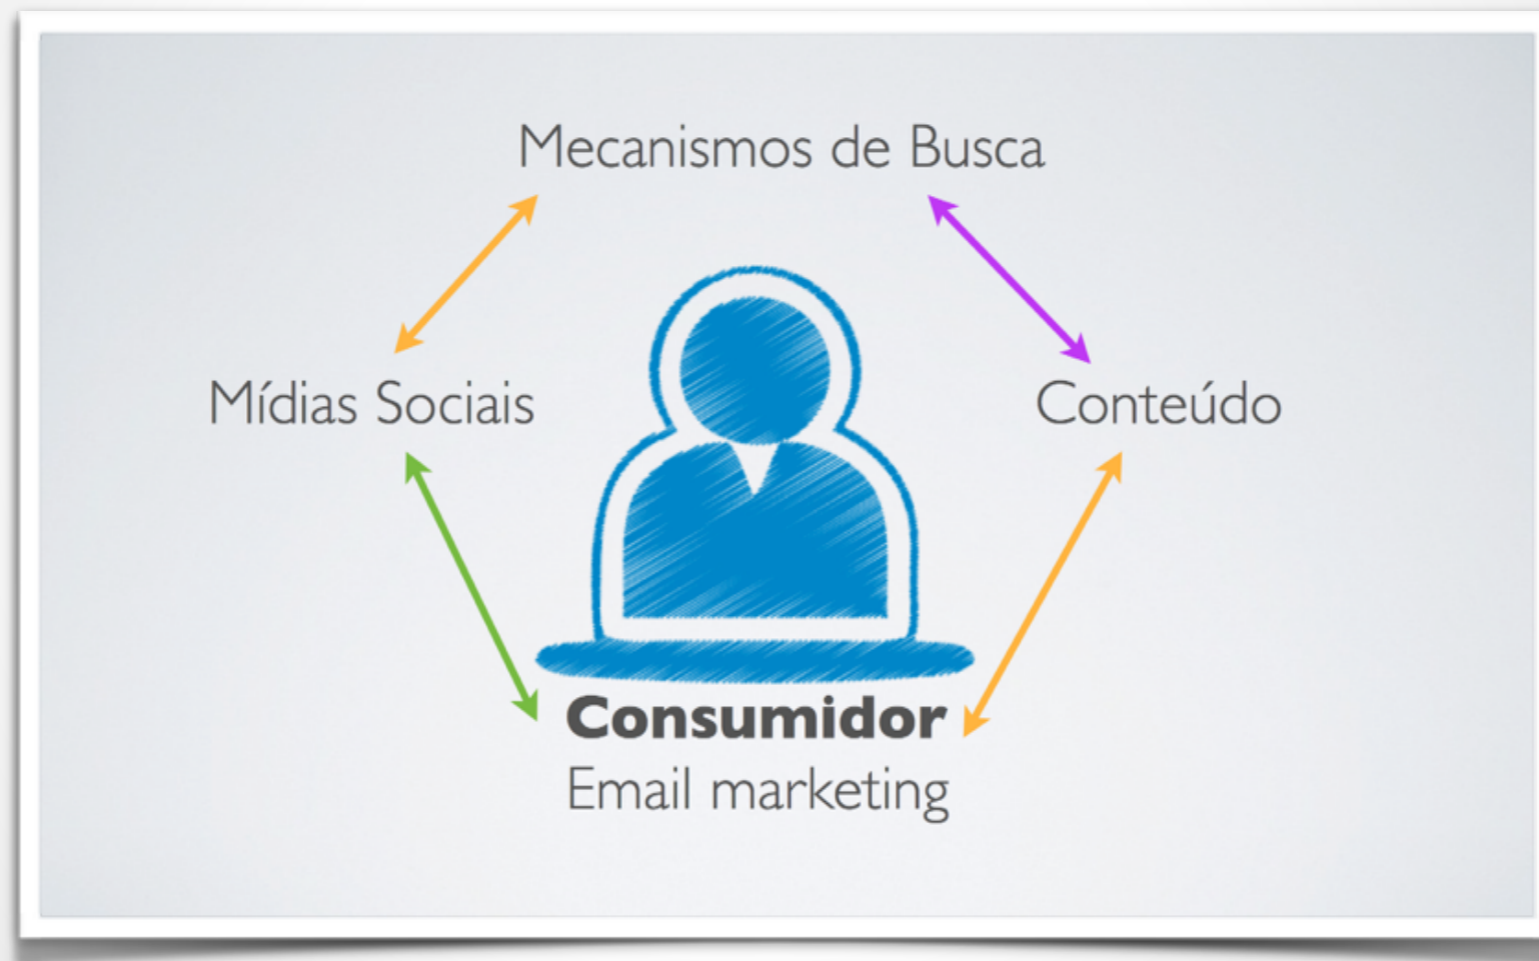 Mecanismos de Busca
Mídias Sociais
Conteúdo
Consumidor
Email marketing